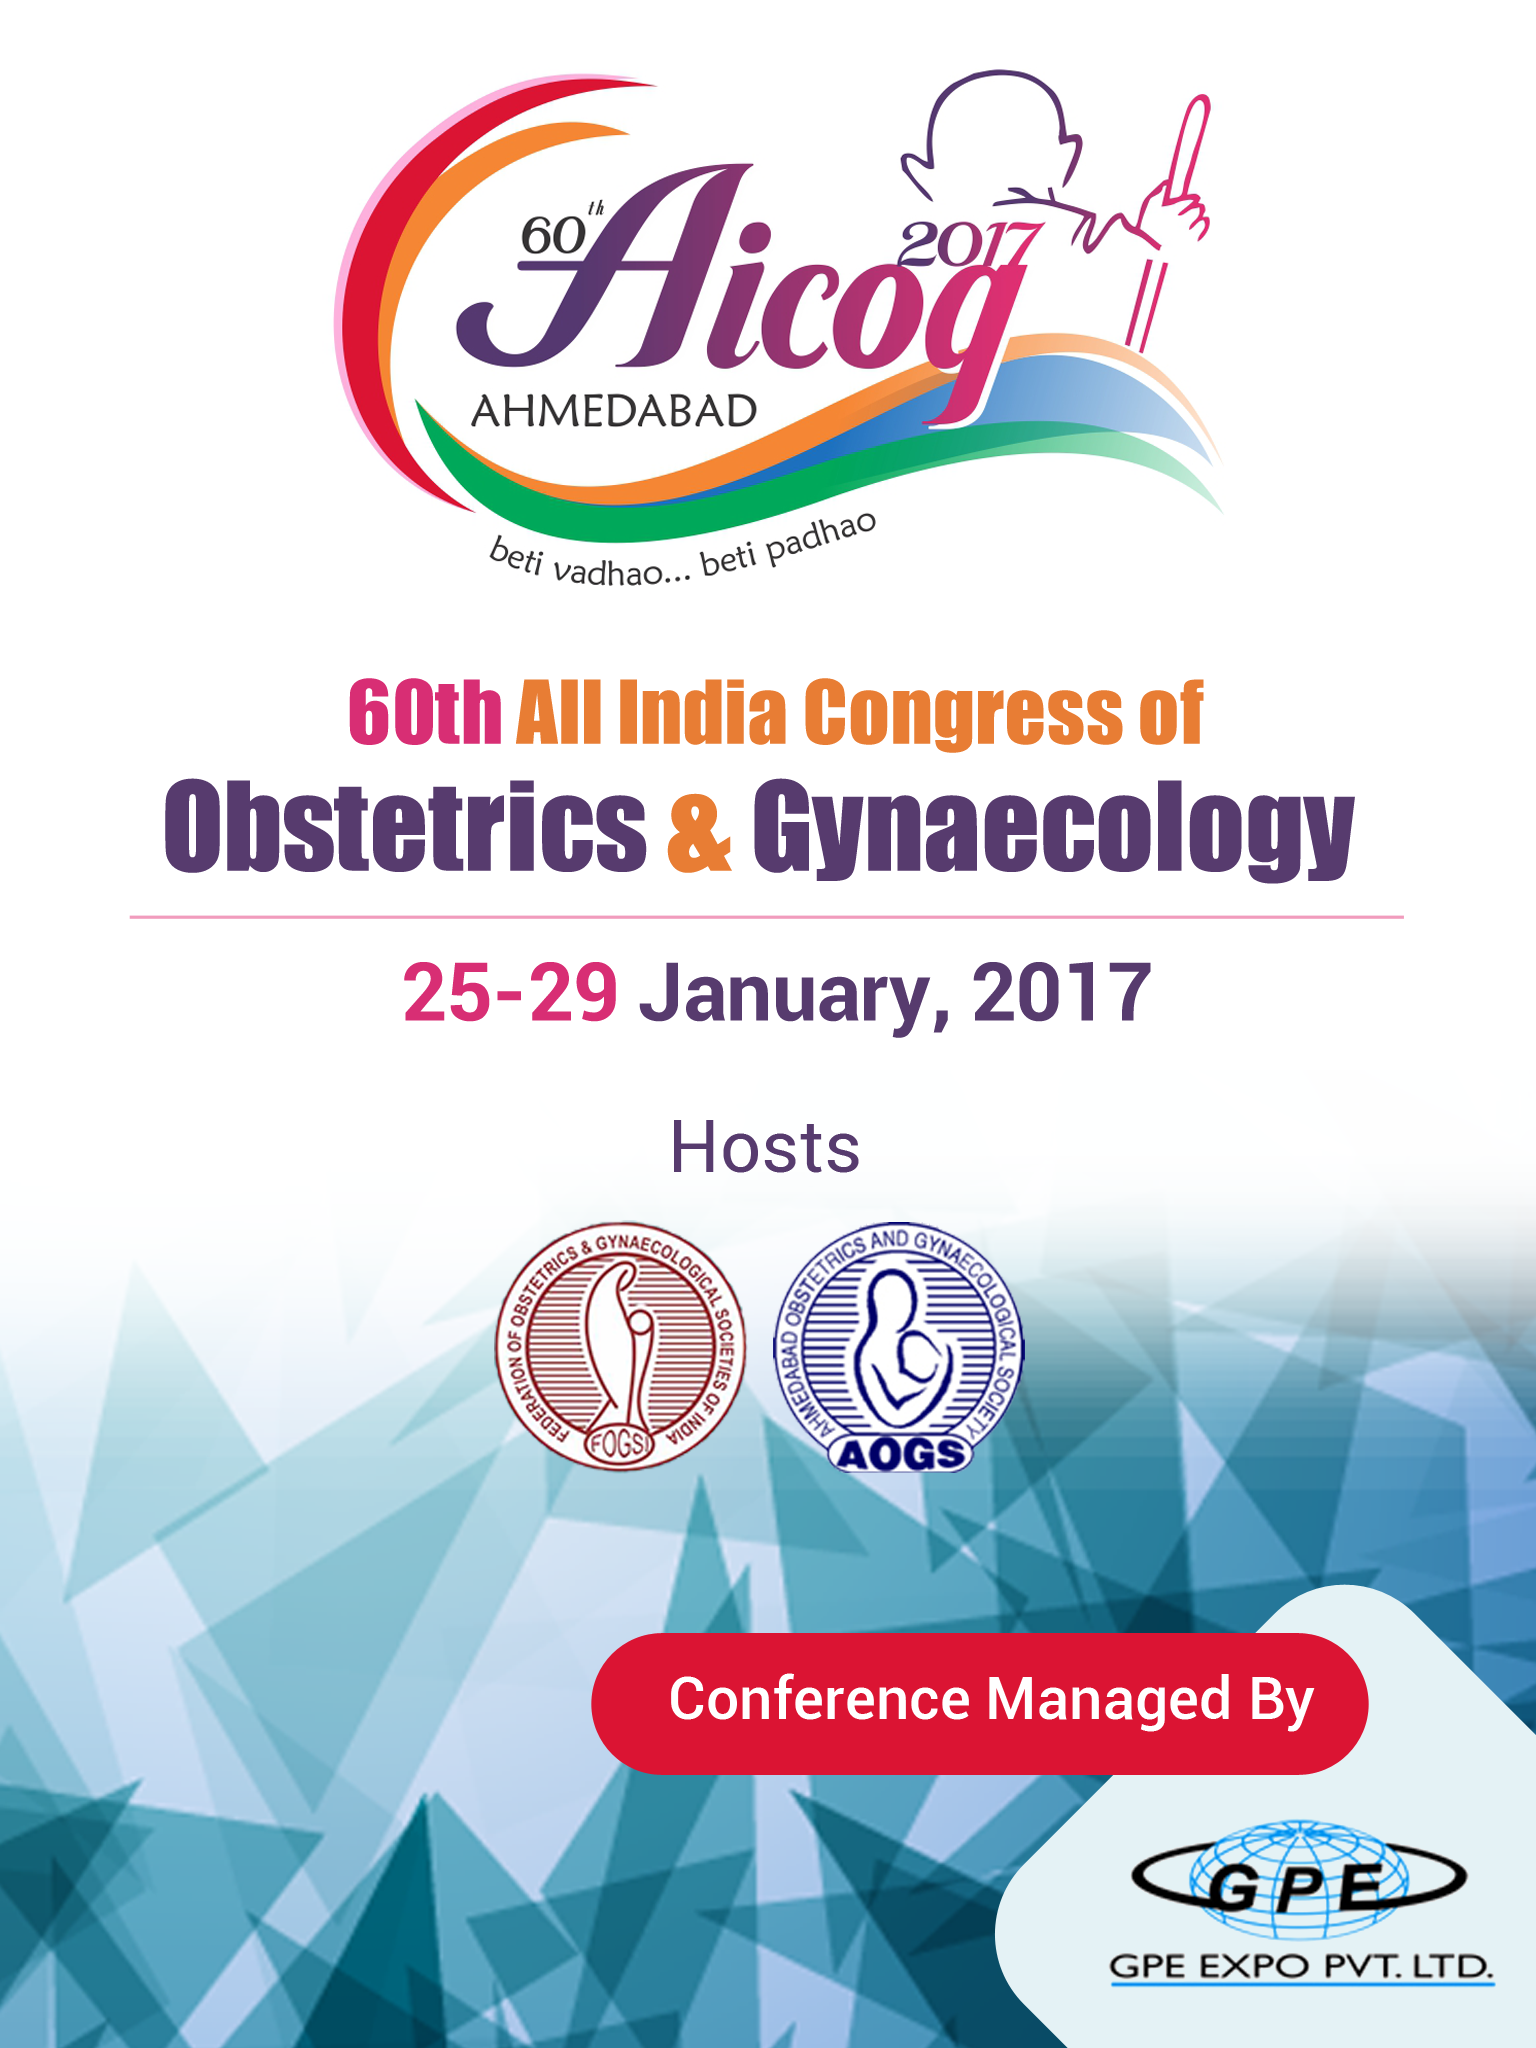 60th
Aicog
2017
AHMEDABAD
beti vadhao... beti padhao
60th All India Congress of
Obstetrics & Gynaecology
25-29 January, 2017
Hosts
FEDERATION OF OBSTETRICS & GYNAECOLOGICAL SOCIETIES OF INDIA
FOGSI
AHMEDABAD OBSTETRICS AND GYNAECOLOGICAL SOCIETY
AOGS
Conference Managed By
GPE
GPE EXPO PVT. LTD.